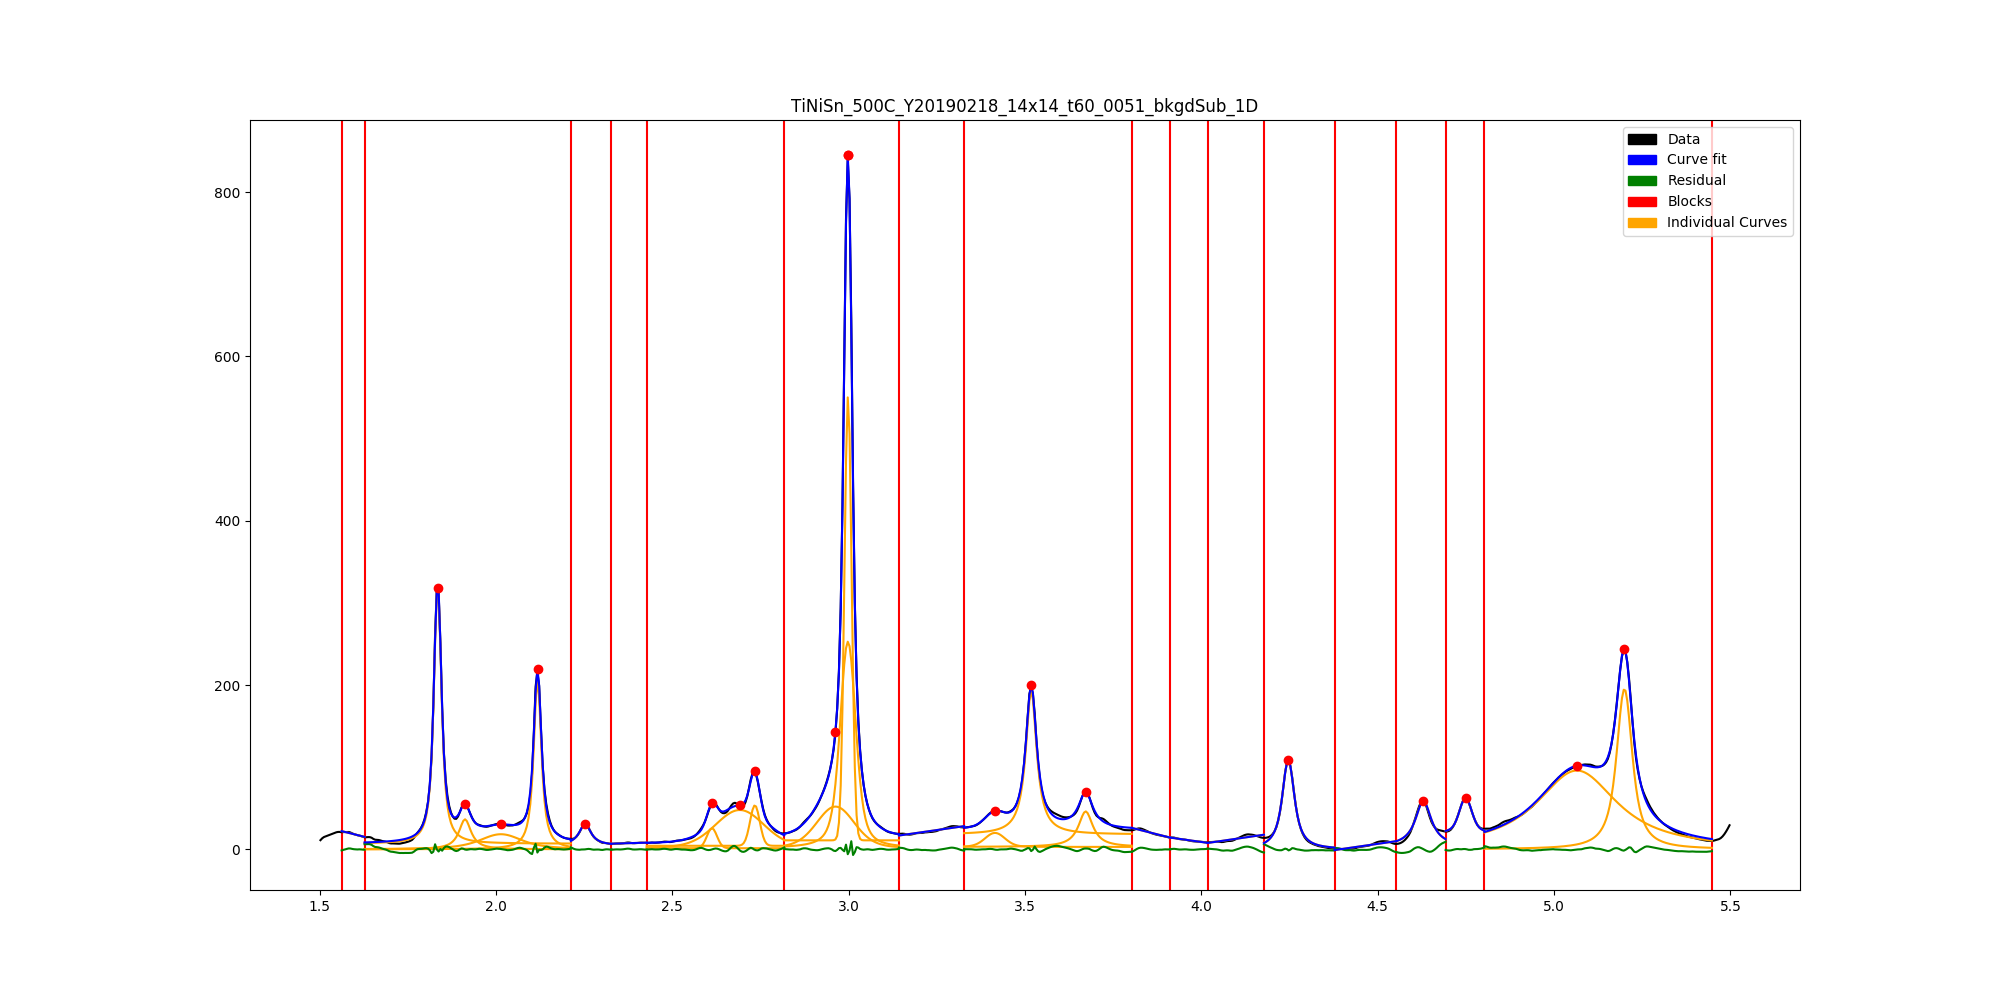 TiNiSn_500C_Y20190218_14x14_t60_0051_bkgdSub_1D
Data
Curve fit
Residual
Blocks
Individual Curves
800
600
400
200
0
1.5 2.0 2.5 3.0 3.5 4.0 4.5 5.0 5.5